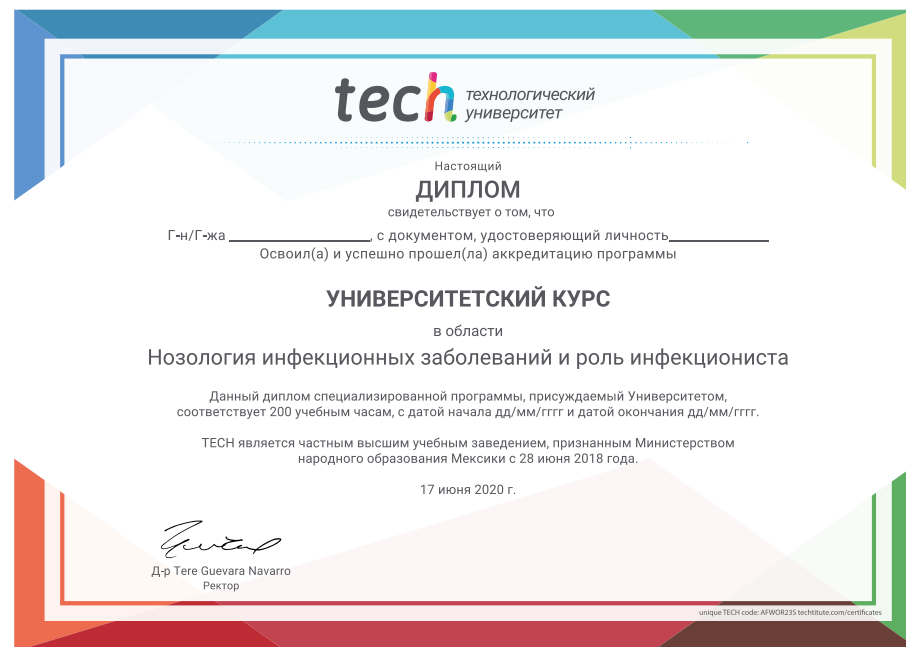 tech технологический
университет
Настоящий
ДИПЛОМ
свидетельствует о том, что
Г-н/Г-жа ____________________, с документом, удостоверяющий личность______________
Освоил(а) и успешно прошел(ла) аккредитацию программы
УНИВЕРСИТЕТСКИЙ КУРС
в области
Нозология инфекционных заболеваний и роль инфекциониста
Данный диплом специализированной программы, присуждаемый Университетом,
соответствует 200 учебным часам, с датой начала дд/мм/гггг и датой окончания дд/мм/гггг.
TECH является частным высшим учебным заведением, признанным Министерством
народного образования Мексики с 28 июня 2018 года.
17 июня 2020 г.
Д-р Tere Guevara Navarro
Ректор
unique TECH code: AFWOR23S techtitute.com/certificates